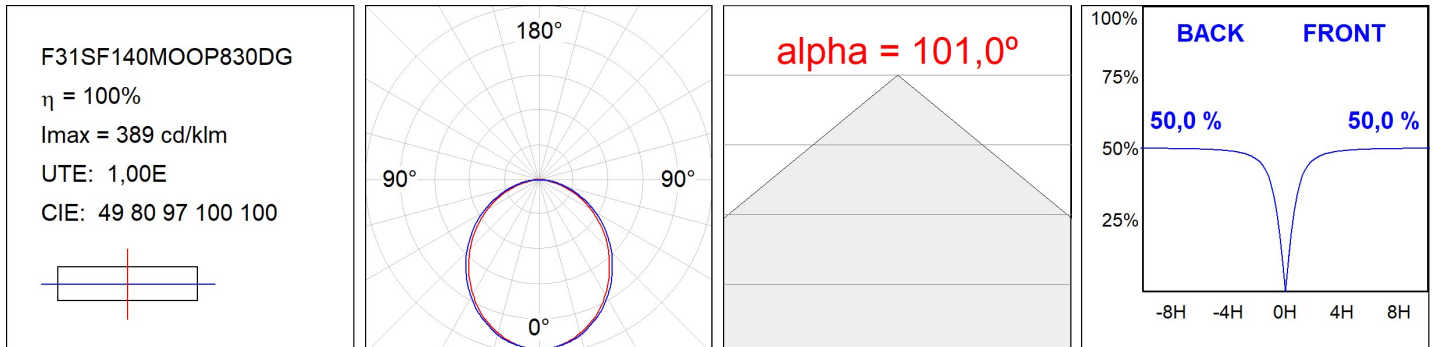 F31SF140MOOP830DG
η = 100%
Imax = 389 cd/klm
UTE: 1,00E
CIE: 49 80 97 100 100
180°
90° 90°
0°
alpha = 101,0º
100%
BACK FRONT
75%
50,0 % 50,0 %
50%
25%
-8H -4H 0H 4H 8H